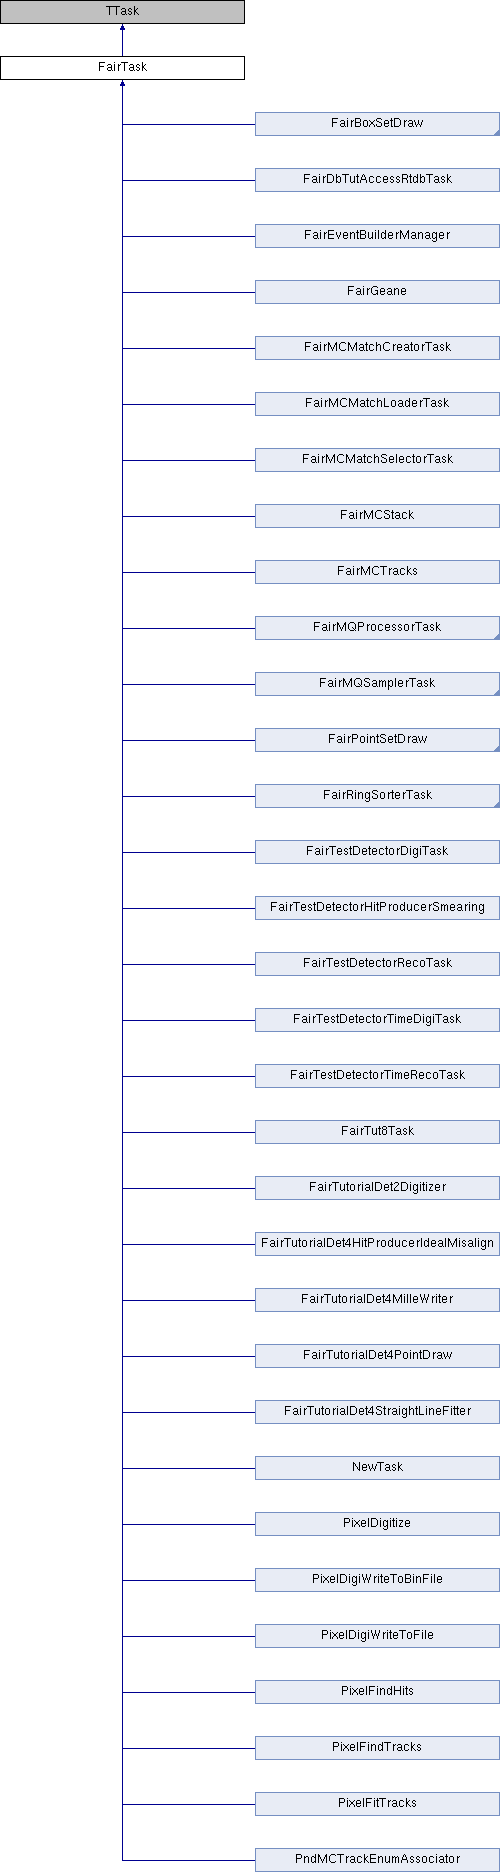 TTask
FairTask
FairBoxSetDraw
FairDbTutAccessRtdbTask
FairEventBuilderManager
FairGeane
FairMCMatchCreatorTask
FairMCMatchLoaderTask
FairMCMatchSelectorTask
FairMCStack
FairMCTracks
FairMQProcessorTask
FairMQSamplerTask
FairPointSetDraw
FairRingSorterTask
FairTestDetectorDigiTask
FairTestDetectorHitProducerSmearing
FairTestDetectorRecoTask
FairTestDetectorTimeDigiTask
FairTestDetectorTimeRecoTask
FairTut8Task
FairTutorialDet2Digitizer
FairTutorialDet4HitProducerIdealMisalign
FairTutorialDet4MilleWriter
FairTutorialDet4PointDraw
FairTutorialDet4StraightLineFitter
NewTask
PixelDigitize
PixelDigiWriteToBinFile
PixelDigiWriteToFile
PixelFindHits
PixelFindTracks
PixelFitTracks
PndMCTrackEnumAssociator